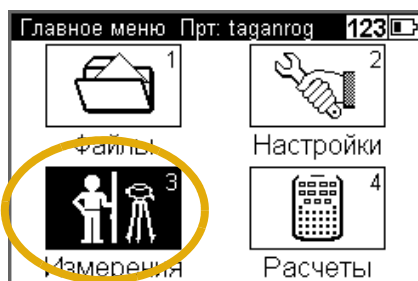 Главное меню Прт: taganrog 123
1 2
Файлы Настройки
3 4
Измерения Расчеты